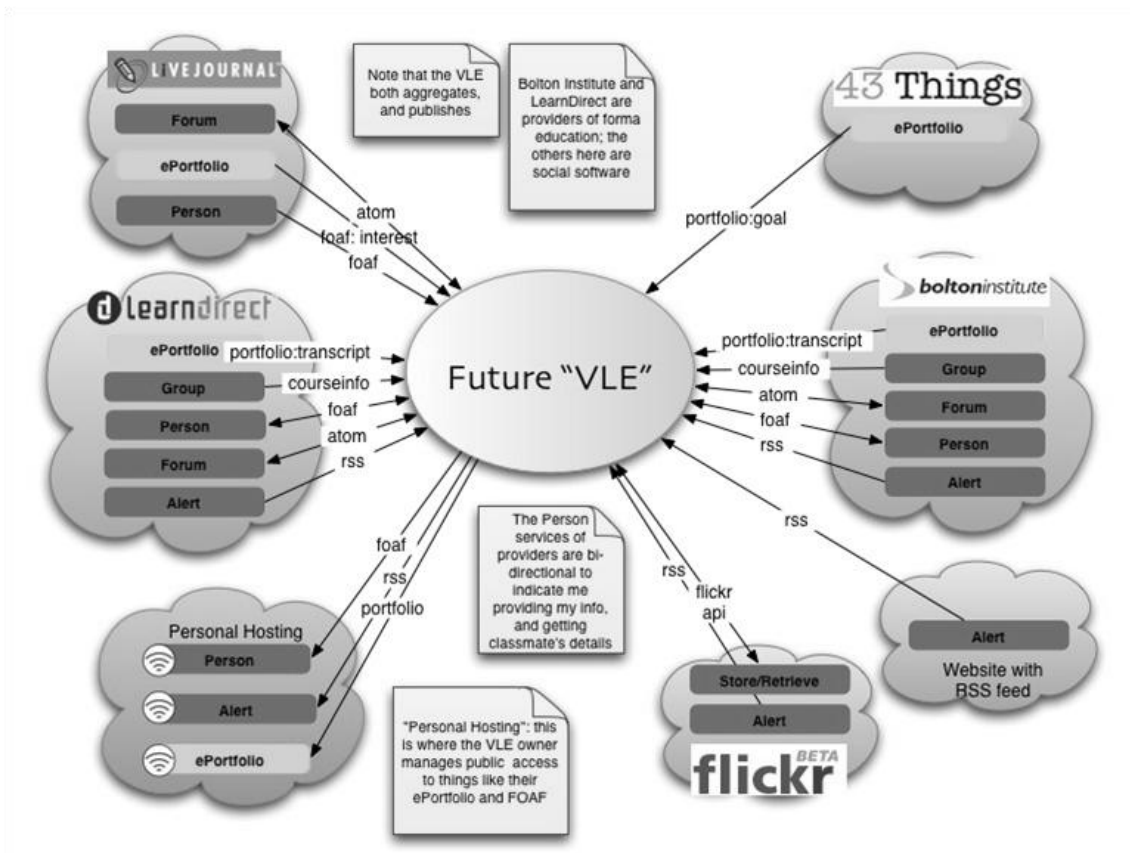 LiVEJOURNAL
Forum
ePortfolio
Person
Note that the VLE
both aggregates,
and publishes
Bolton Institute and
LearnDirect are
providers of forma
education; the
others here are
social software
43 Things
ePortfolio
atom
foaf: interest
foaf
portfolio:goal
learndirect
ePortfolio
Group
Person
Forum
Alert
portfolio:transcript
courseinfo
foaf
atom
rss
Future "VLE"
boltoninstitute
ePortfolio
Group
Forum
Person
Alert
portfolio:transcript
courseinfo
atom
foaf
rss
foaf
rss
portfolio
The Person
services of
providers are bi-
directional to
indicate me
providing my info,
and getting
classmate's details
rss
flickr
api
rss
Personal Hosting
Person
Alert
ePortfolio
"Personal Hosting": this
is where the VLE owner
manages public access
to things like their
ePortfolio and FOAF
Store/Retrieve
Alert
flickr
BETA
Alert
Website with
RSS feed